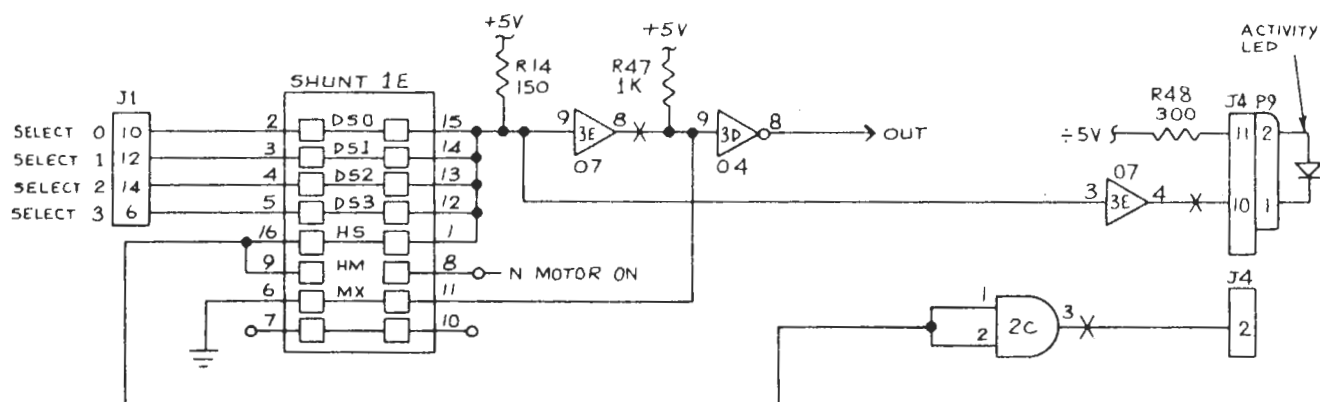 +5V
+5V
ACTIVITY
LED
R14
150
R47
1K
R48
300
J4 P9
J1
SHUNT 1E
SELECT 0 10 2 DS0 15 9 3E 8 9 3D 8 OUT ÷5V 11 2
07 04
SELECT 1 12 3 DS1 14
SELECT 2 14 4 DS2 13 07
SELECT 3 6 5 DS3 12 3 3E 4 10 1
16 HS 1
9 HM 8 N MOTOR ON
6 MX 11 J4
7 10
1
2 2C 3 2